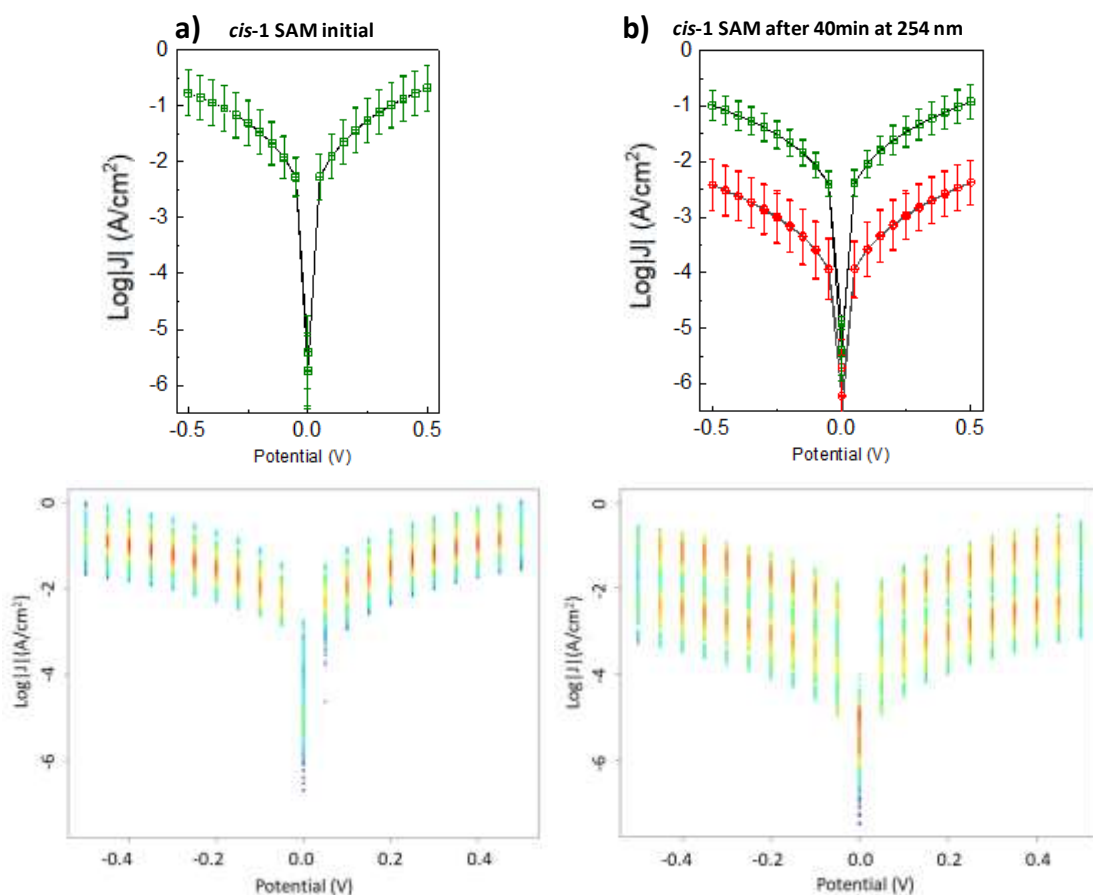 a) cis-1 SAM initial
0
-1
-2
-3
-4
-5
-6
Log|J| (A/cm²)
-0.5 0.0 0.5
Potential (V)
b) cis-1 SAM after 40min at 254 nm
0
-1
-2
-3
-4
-5
-6
Log|J| (A/cm²)
-0.5 0.0 0.5
Potential (V)
0
-2
-4
-6
Log|J|(A/cm²)
-0.4 -0.2 0.0 0.2 0.4
Potential (V)
0
-2
-4
-6
Log|J|(A/cm²)
-0.4 -0.2 0.0 0.2 0.4
Potential (V)